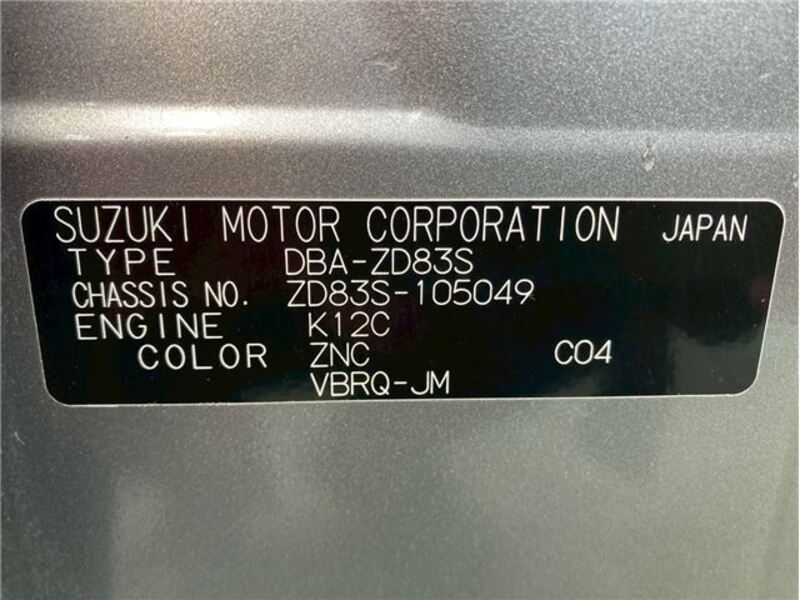 SUZUKI MOTOR CORPORATION JAPAN
TYPE DBA-ZD83S
CHASSIS NO. ZD83S-105049
ENGINE K12C
COLOR ZNC C04
VBRQ-JM